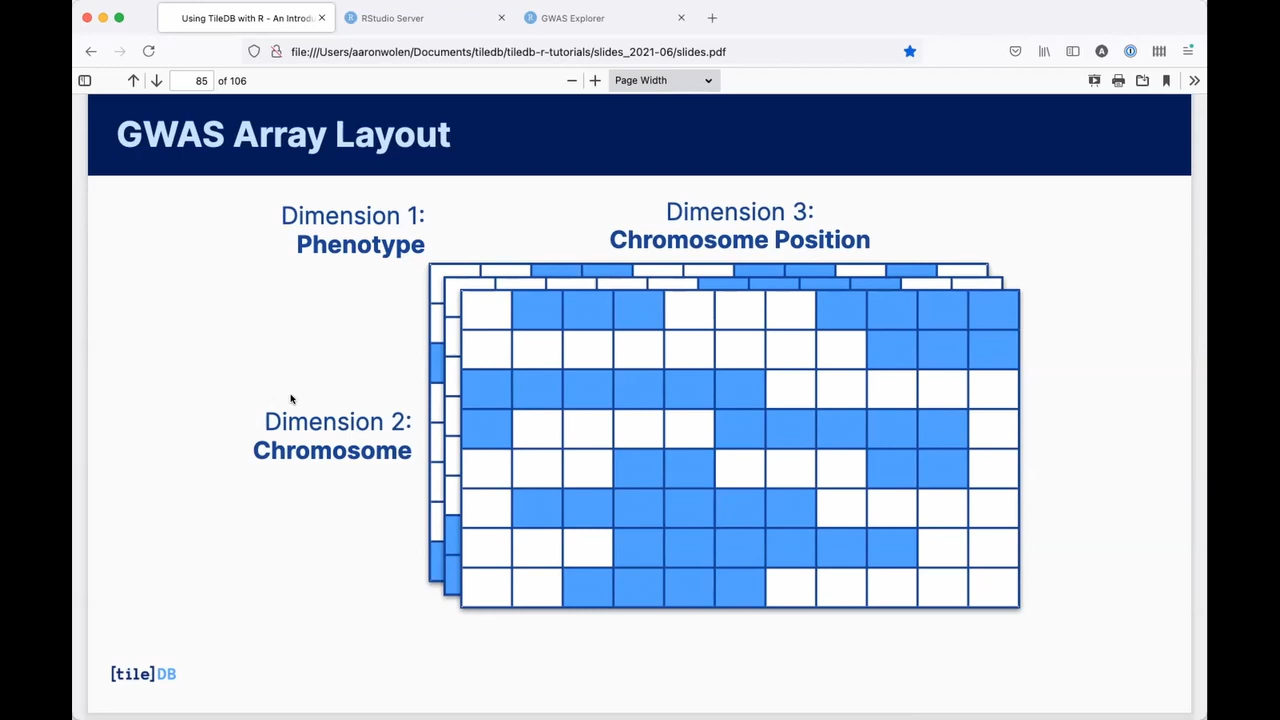 Using TileDB with R - An Introdu
RStudio Server
GWAS Explorer
file:///Users/aaronwolen/Documents/tiledb/tiledb-r-tutorials/slides_2021-06/slides.pdf
85 of 106
Page Width
GWAS Array Layout
Dimension 1:
Phenotype
Dimension 3:
Chromosome Position
Dimension 2:
Chromosome
[tile]DB